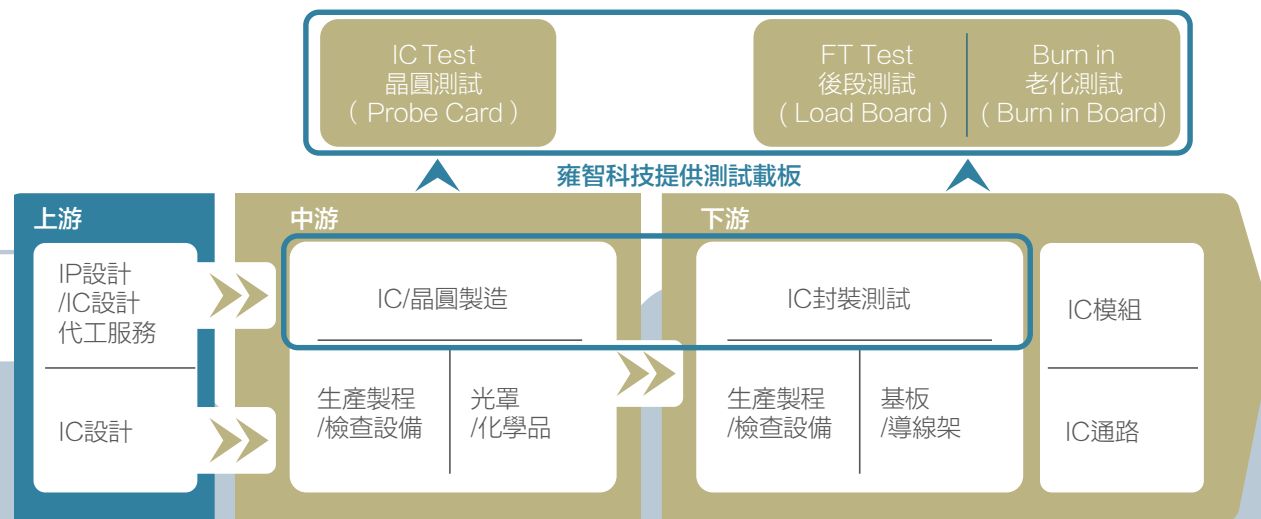 IC Test
晶圓測試
( Probe Card )
FT Test
後段測試
( Load Board )
Burn in
老化測試
( Burn in Board)
雍智科技提供測試載板
上游
中游
下游
IP設計
/IC設計
代工服務
IC設計
IC/晶圓製造
生產製程
/檢查設備
光罩
/化學品
IC封裝測試
生產製程
/檢查設備
基板
/導線架
IC模組
IC通路